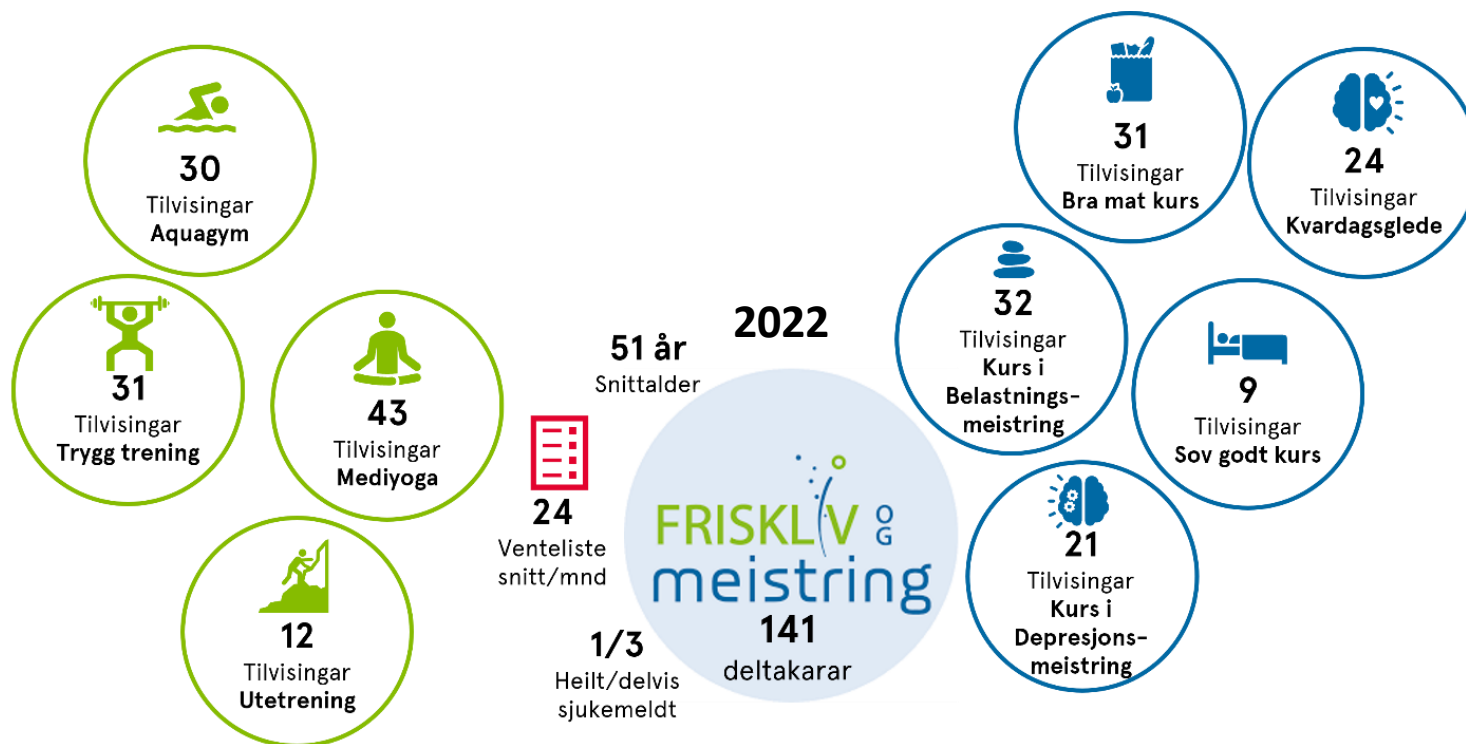 30
Tilvisingar
Aquagym
31
Tilvisingar
Trygg trening
43
Tilvisingar
Mediyoga
12
Tilvisingar
Utetrening
2022
51 år
Snittalder
24
Venteliste
snitt/mnd
1/3
Heilt/delvis
sjukemeldt
FRISKLIV OG
meistring
141
deltakarar
31
Tilvisingar
Bra mat kurs
24
Tilvisingar
Kvardagsglede
32
Tilvisingar
Kurs i
Belastnings-
meistring
9
Tilvisingar
Sov godt kurs
21
Tilvisingar
Kurs i
Depresjons-
meistring